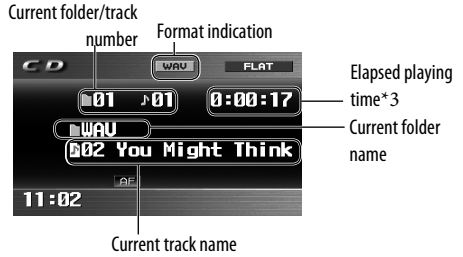 Current folder/track
number
Format indication
CD
WAV
FLAT
01 01 0:00:17
Elapsed playing
time*3
WAV
Current folder
name
02 You Might Think
AF
11:02
Current track name